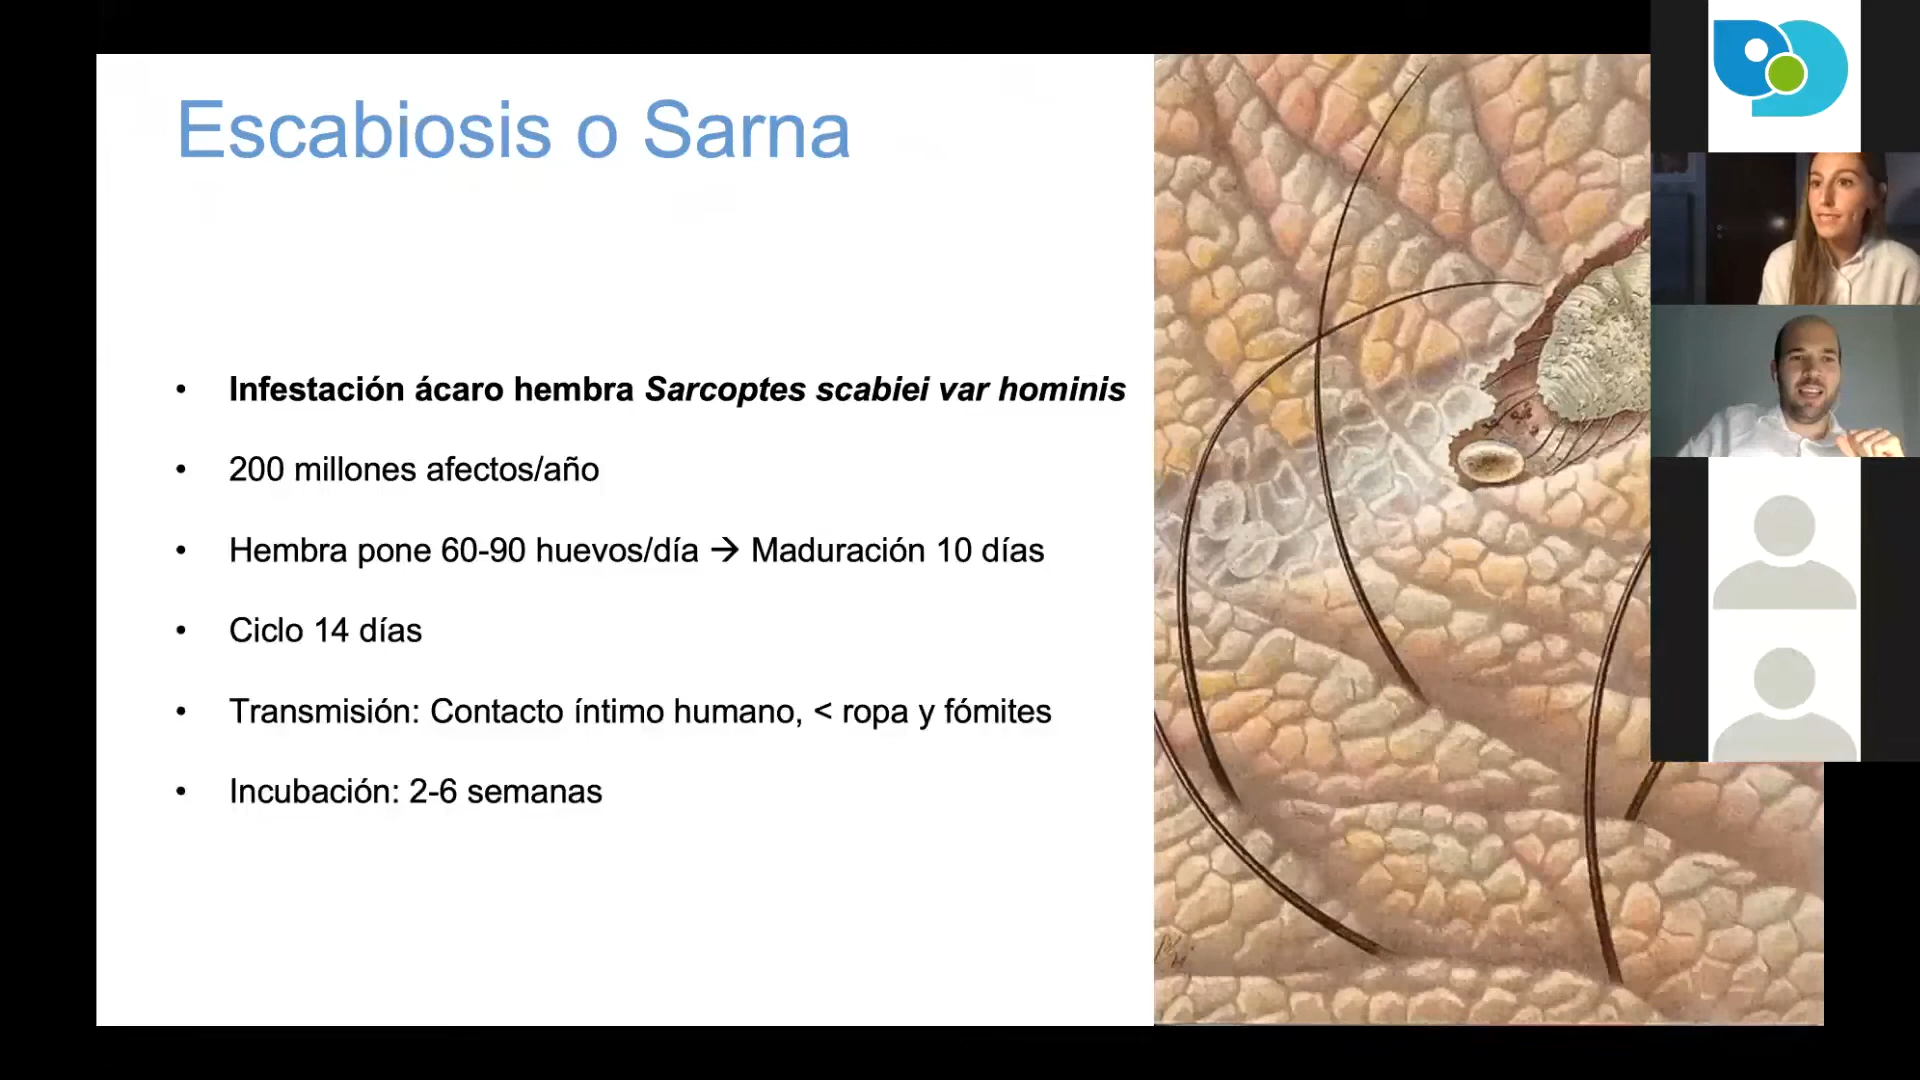 Escabiosis o Sarna
• Infestación ácaro hembra Sarcoptes scabiei var hominis
• 200 millones afectos/año
• Hembra pone 60-90 huevos/día → Maduración 10 días
• Ciclo 14 días
• Transmisión: Contacto íntimo humano, < ropa y fómites
• Incubación: 2-6 semanas